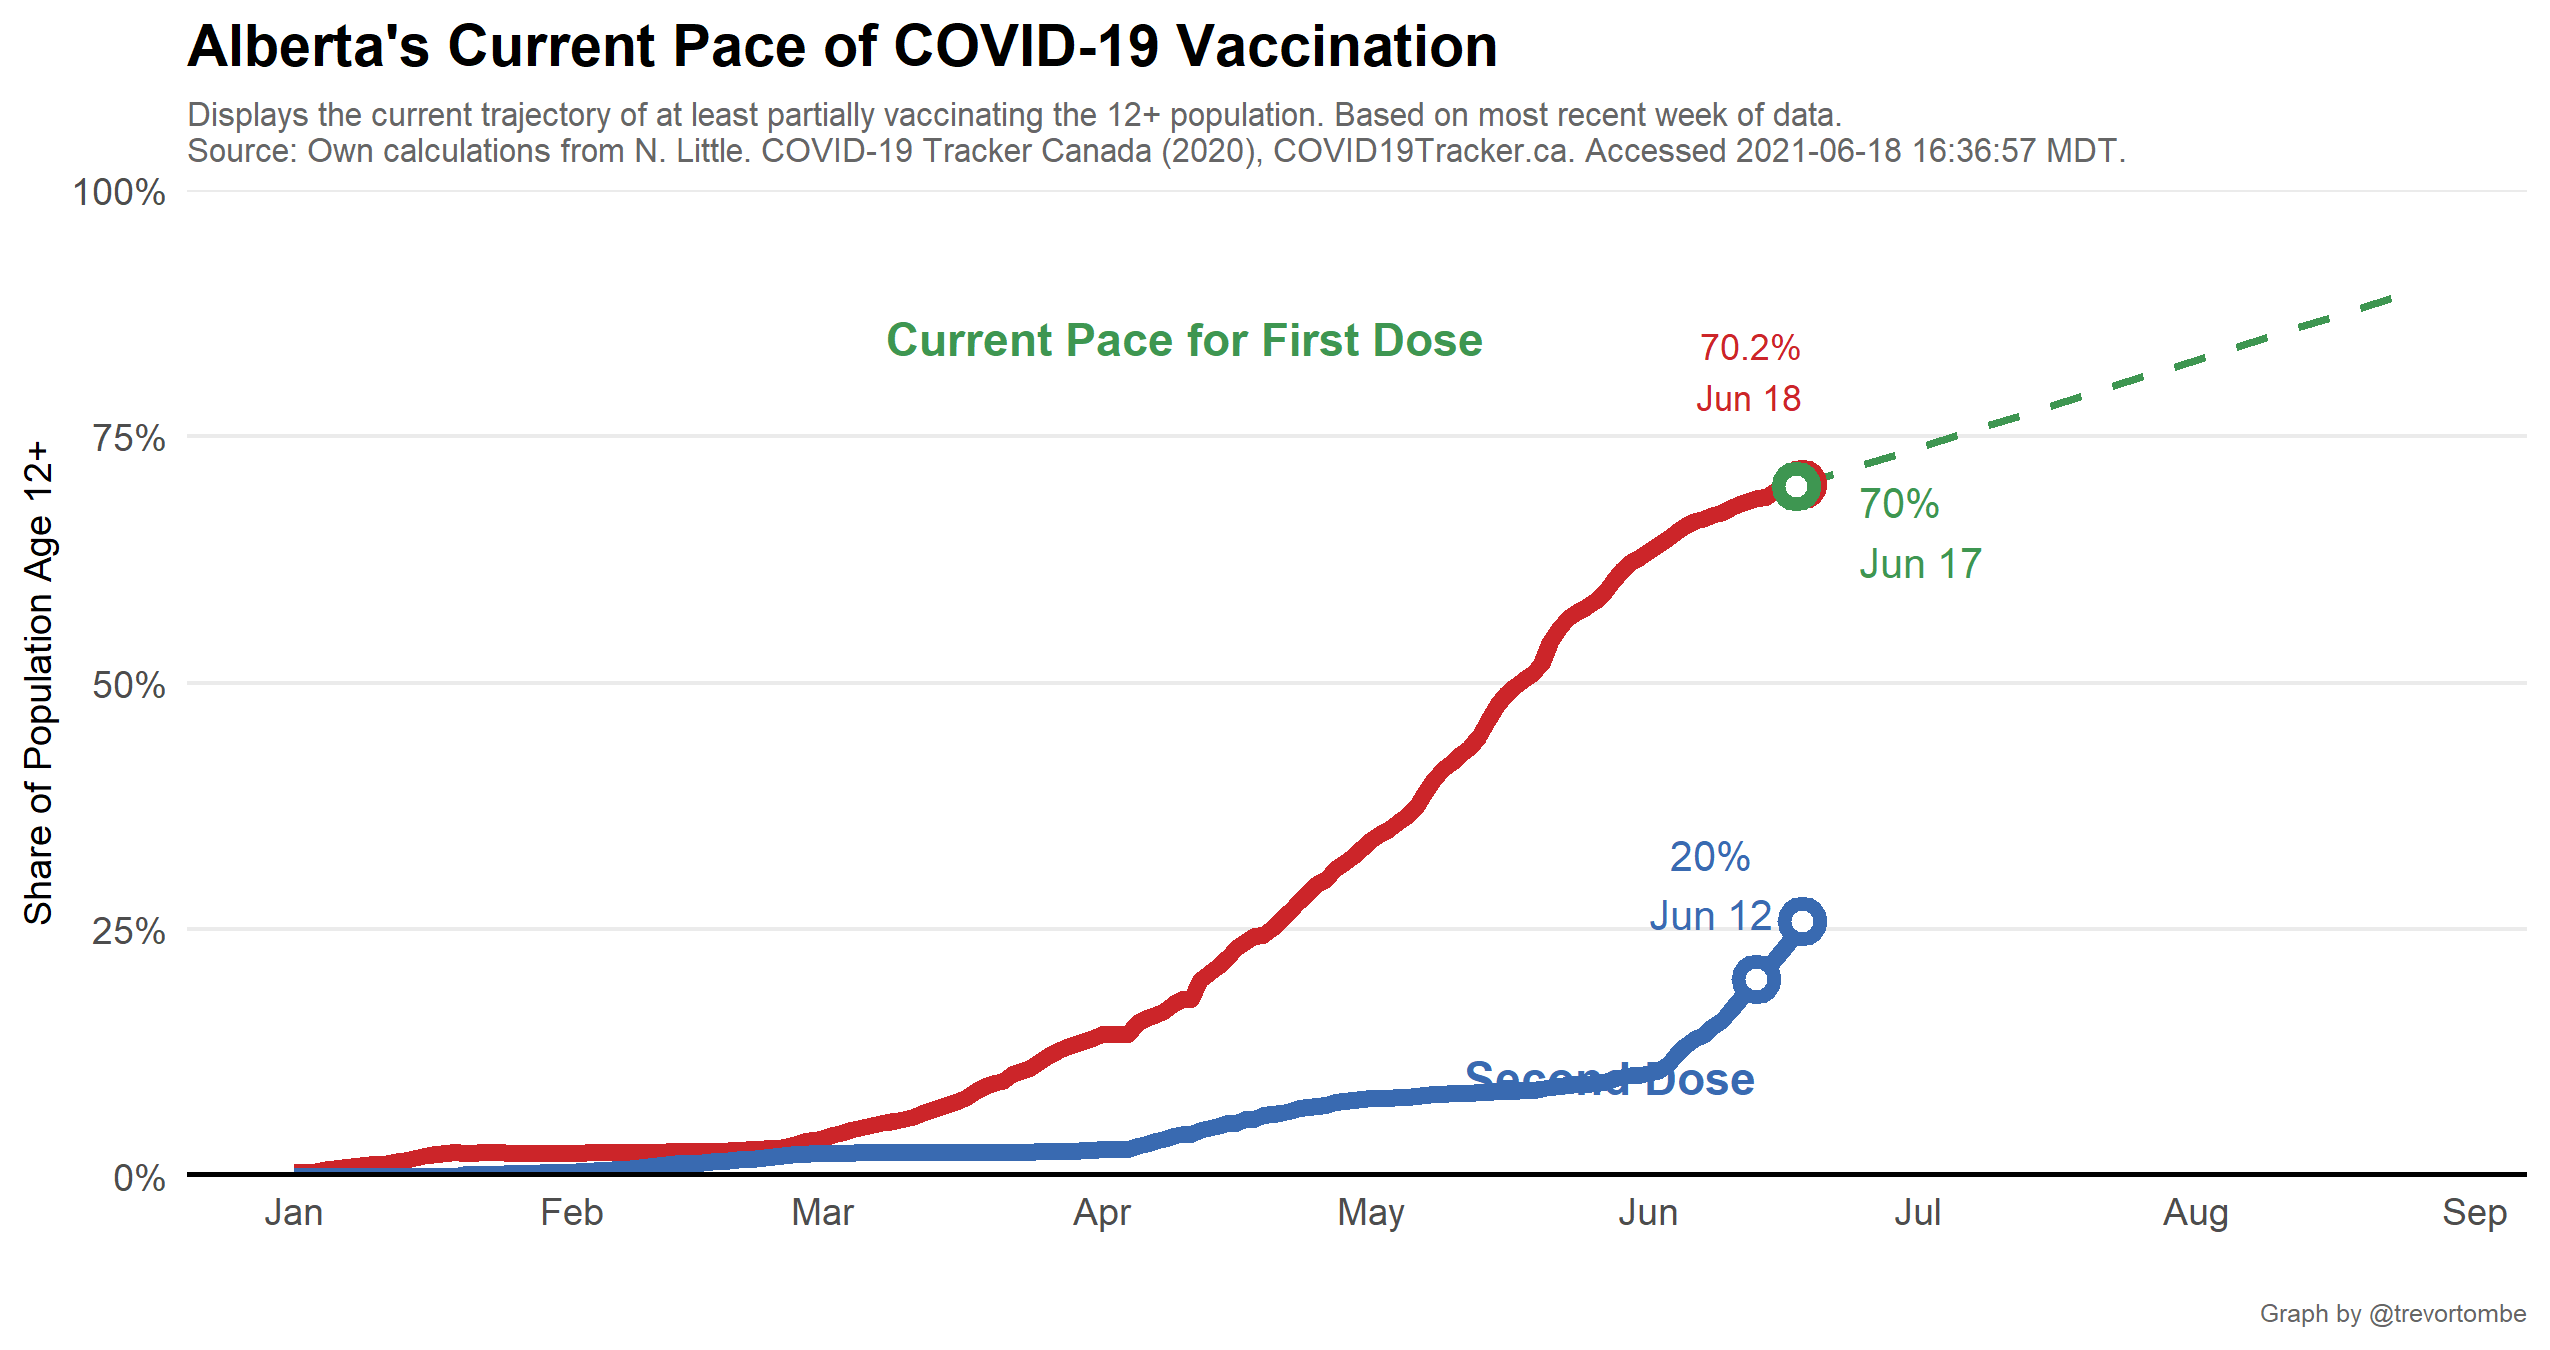 Alberta's Current Pace of COVID-19 Vaccination
Displays the current trajectory of at least partially vaccinating the 12+ population. Based on most recent week of data.
Source: Own calculations from N. Little. COVID-19 Tracker Canada (2020), COVID19Tracker.ca. Accessed 2021-06-18 16:36:57 MDT.
100%
75%
50%
25%
0%
Share of Population Age 12+
Current Pace for First Dose
70.2%
Jun 18
70%
Jun 17
20%
Jun 12
Second Dose
Jan
Feb
Mar
Apr
May
Jun
Jul
Aug
Sep
Graph by @trevortombe